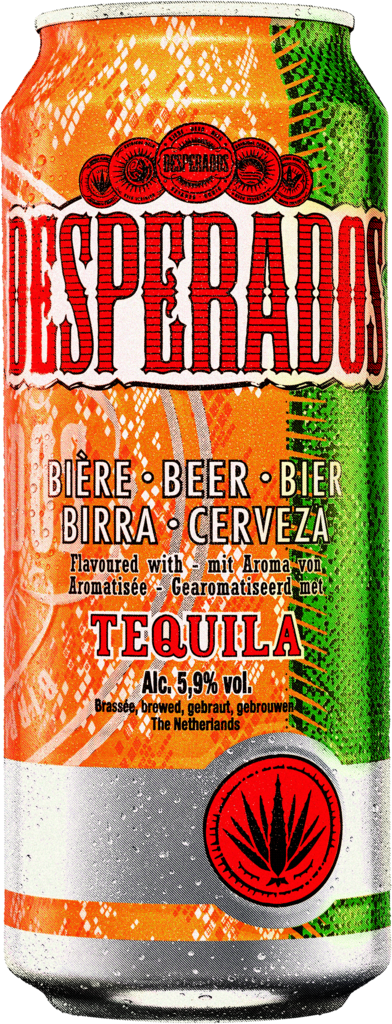 DESPERADOS
DESPERADOS
BIÈRE • BEER • BIER
BIRRA • CERVEZA
Flavoured with - mit Aroma von
Aromatisée - Gearomatiseerd met
TEQUILA
Alc. 5,9% vol.
Brassée, brewed, gebraut, gebrouwen
The Netherlands